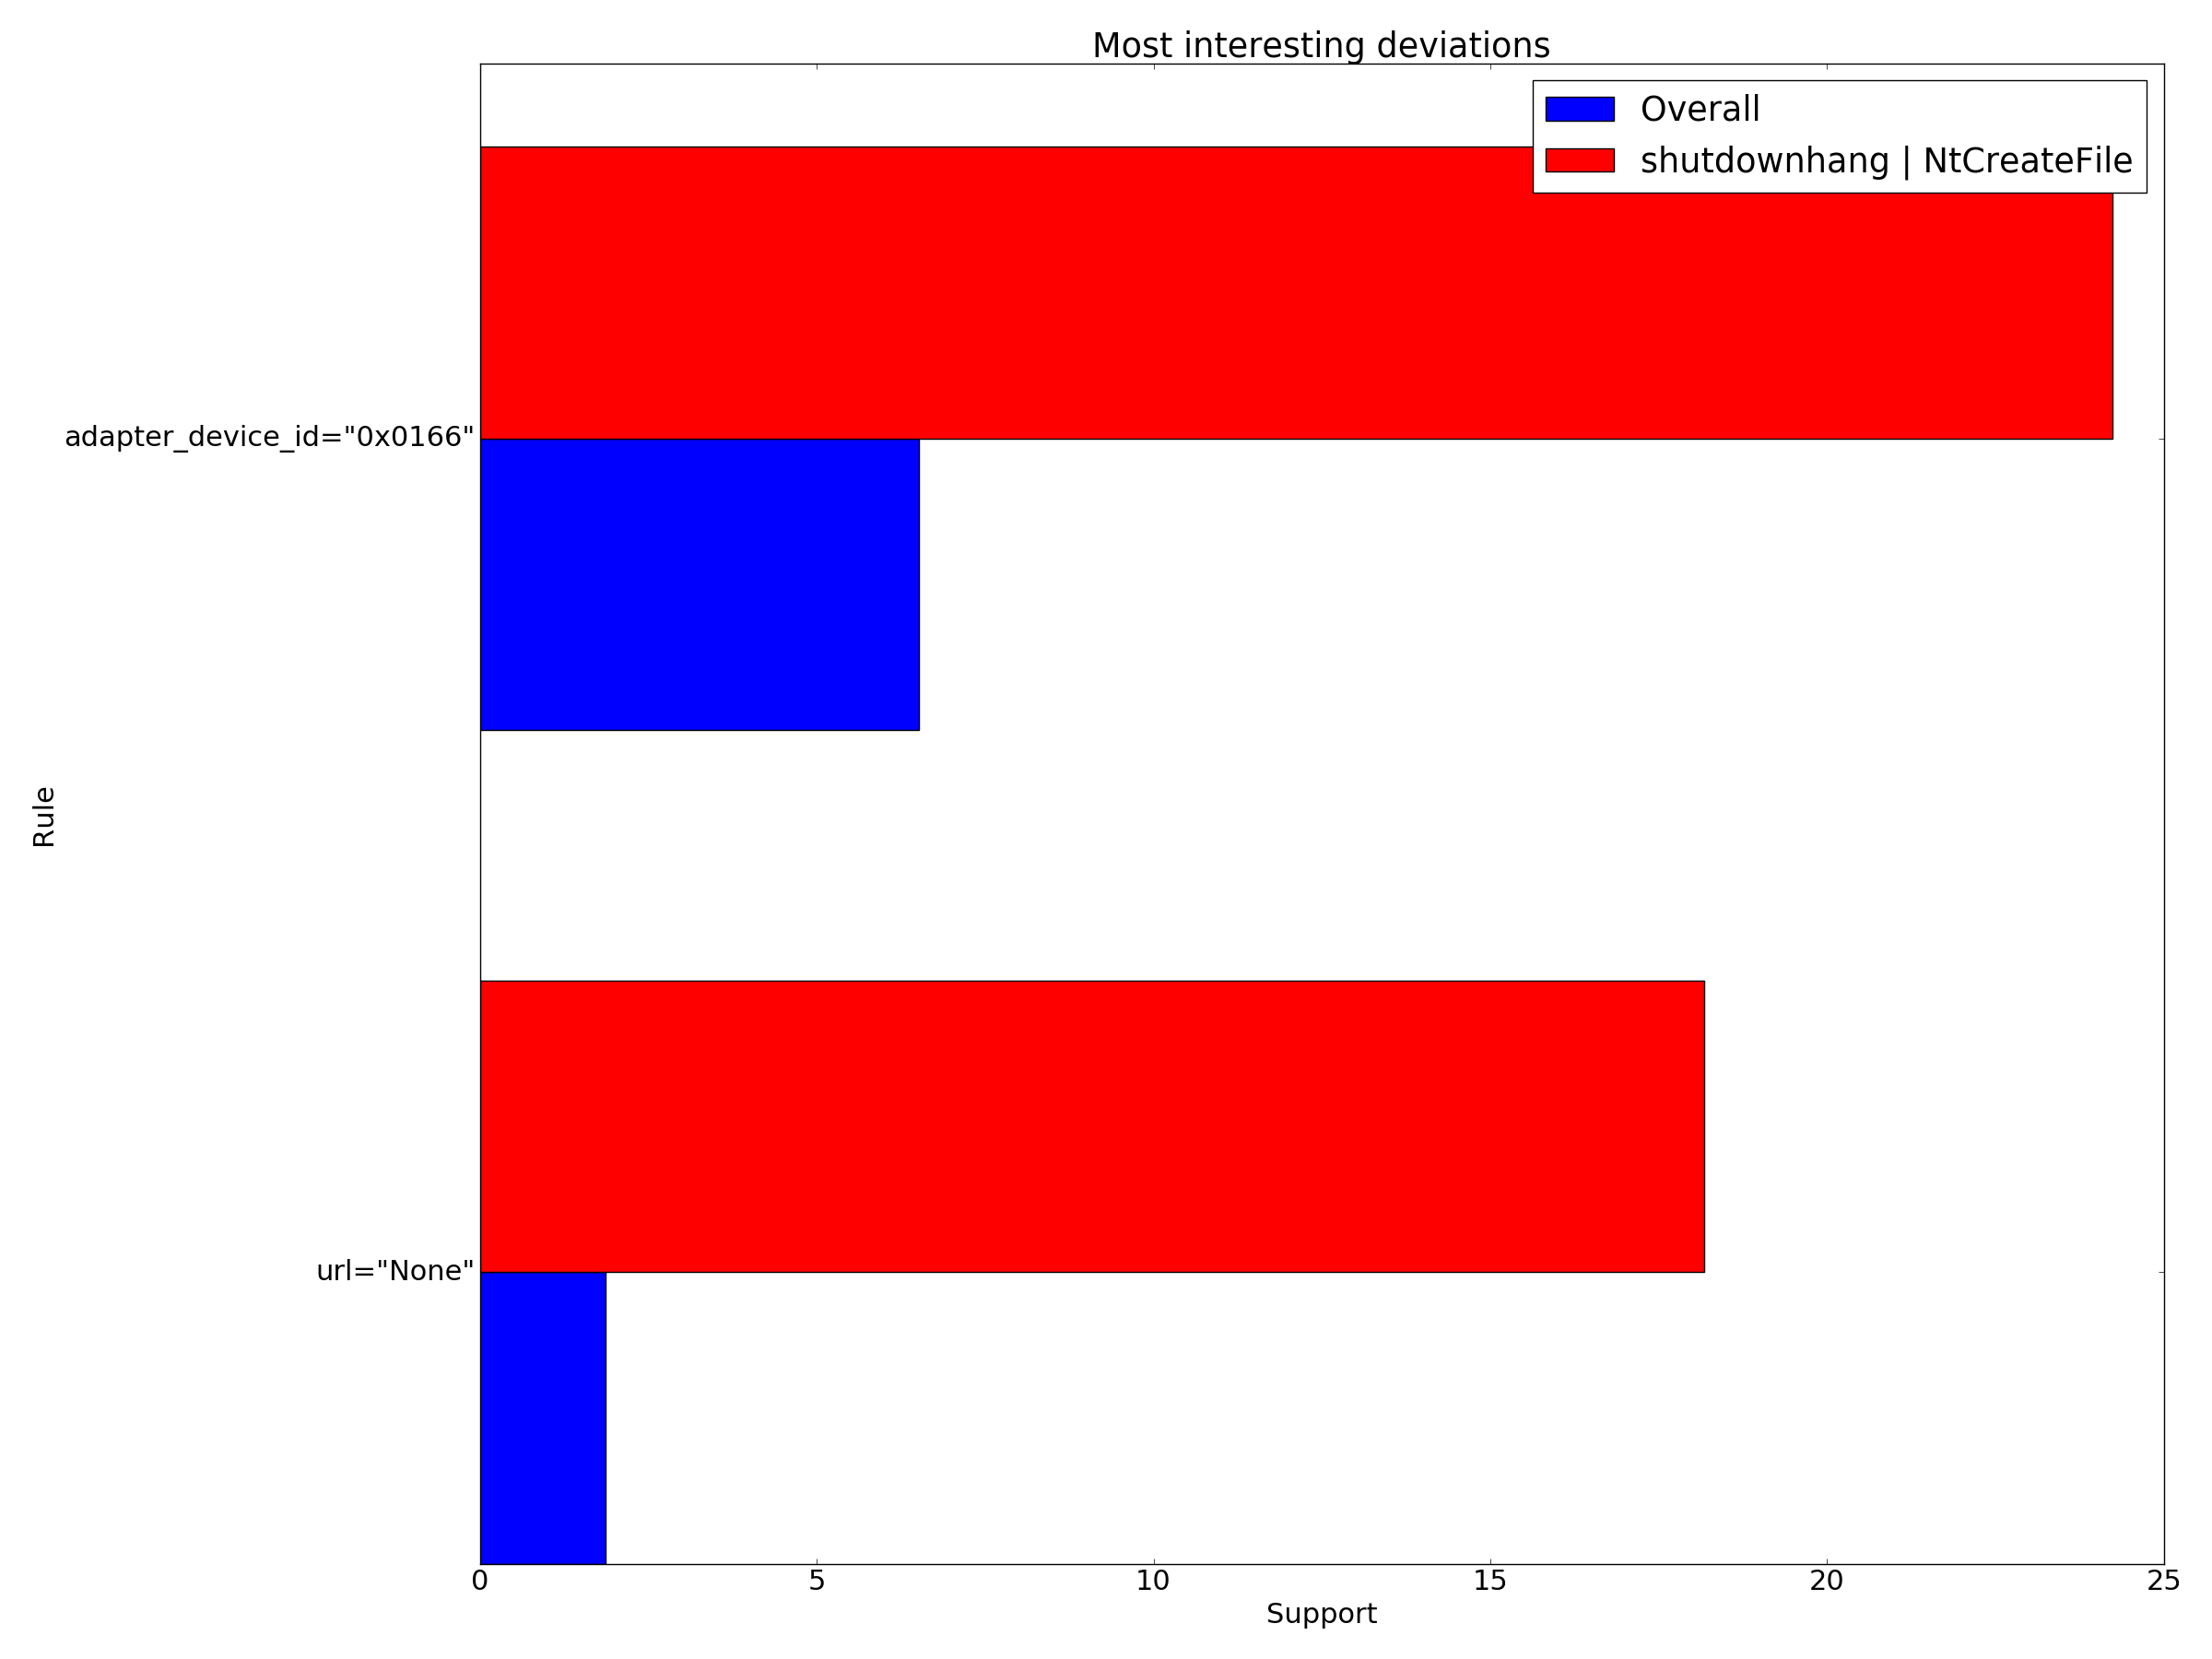 Most interesting deviations
Overall
shutdownhang | NtCreateFile
adapter_device_id="0x0166"
Rule
url="None"
0 5 10 15 20 25
Support